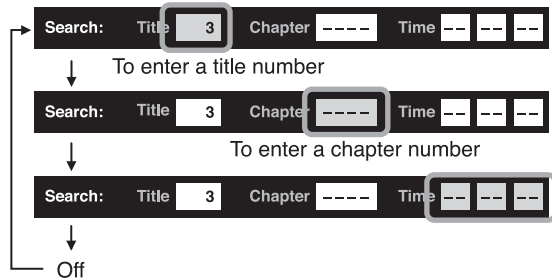 Search: Title 3 Chapter ---- Time -- -- --
To enter a title number
Search: Title 3 Chapter ---- Time -- -- --
To enter a chapter number
Search: Title 3 Chapter ---- Time -- -- --
Off